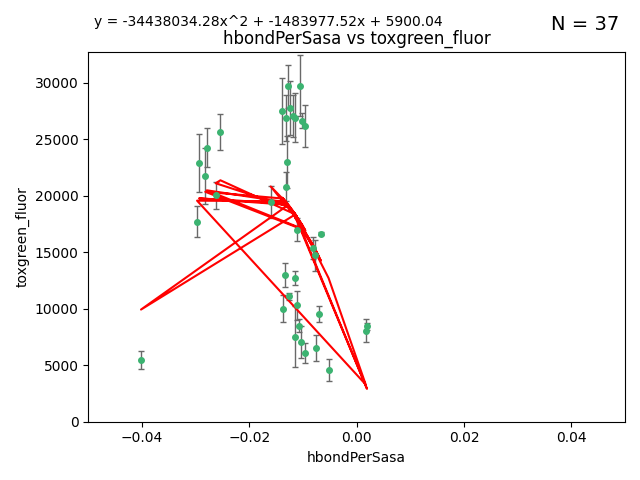 y = -34438034.28x^2 + -1483977.52x + 5900.04
N = 37
hbondPerSasa vs toxgreen_fluor
30000
25000
20000
15000
10000
5000
0
toxgreen_fluor
−0.04
−0.02
0.00
0.02
0.04
hbondPerSasa